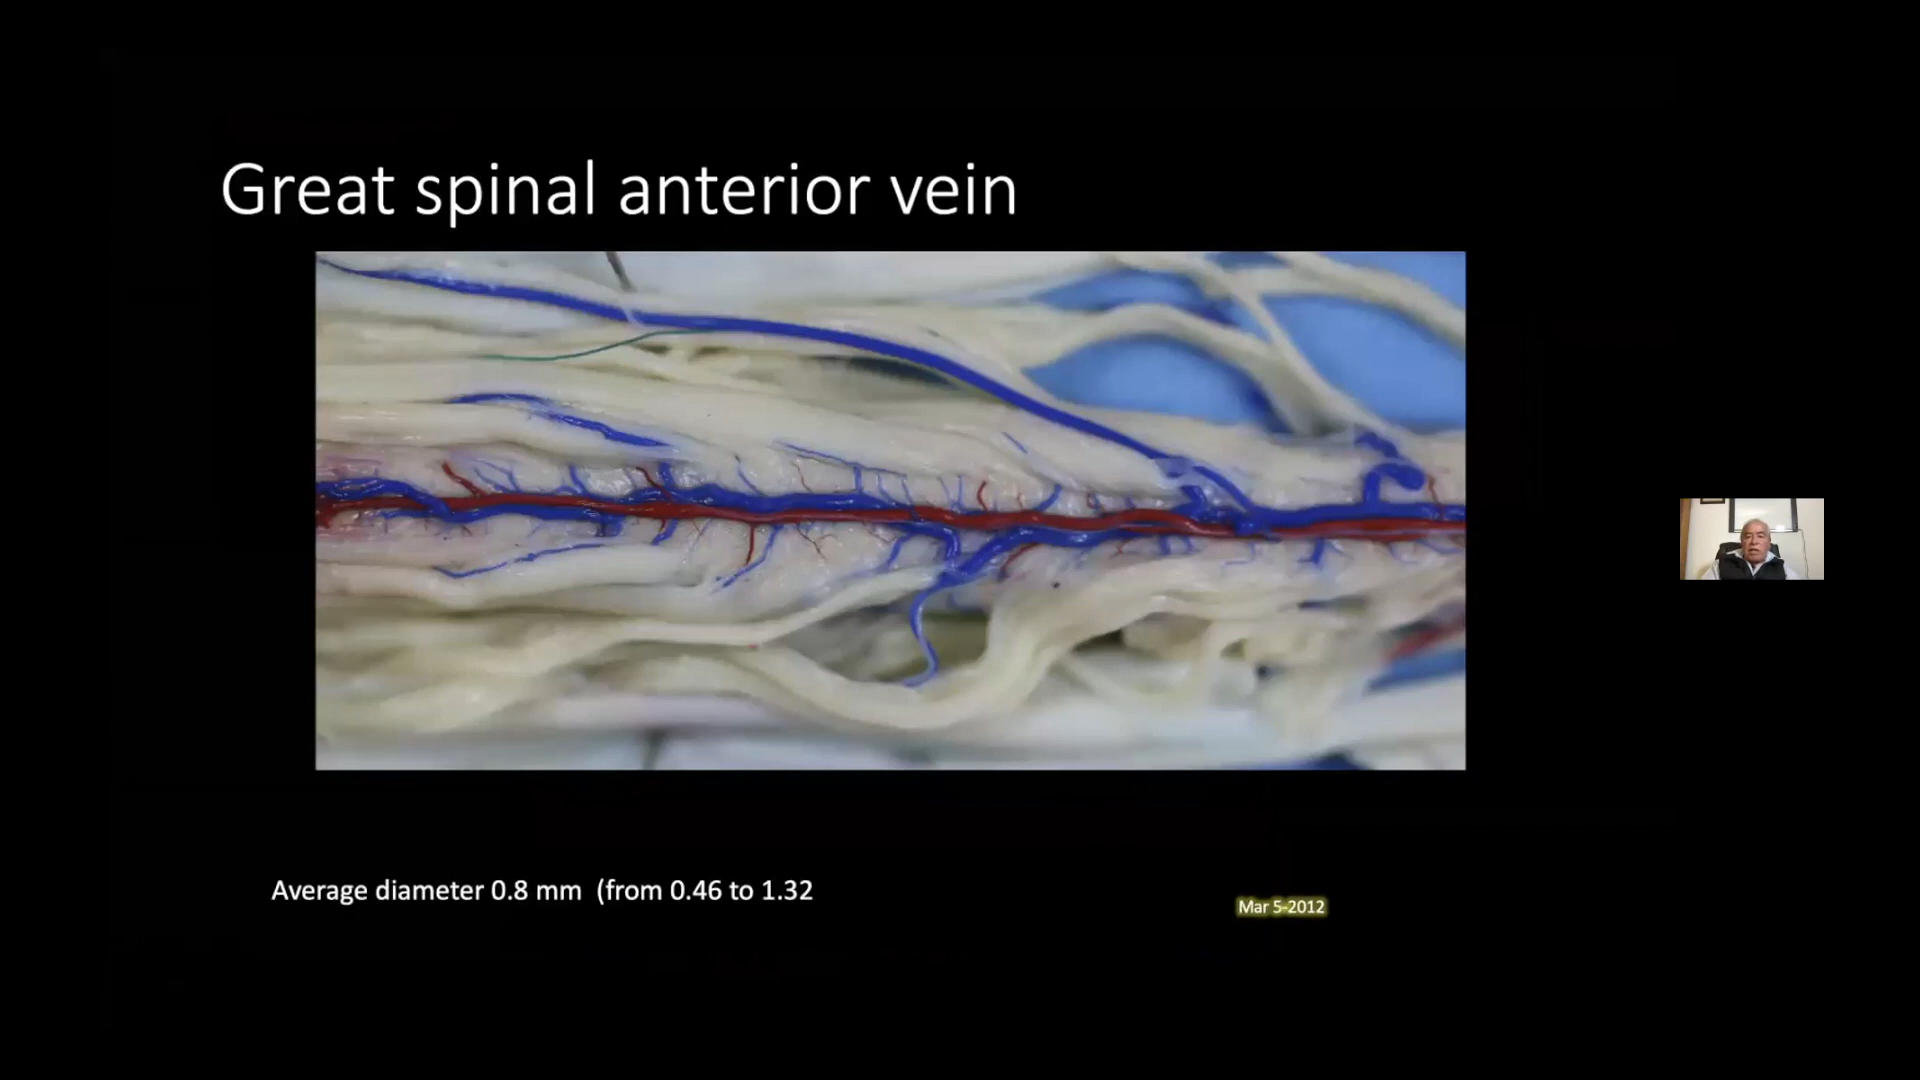 Great spinal anterior vein
Average diameter 0.8 mm (from 0.46 to 1.32
Mar 5-2012